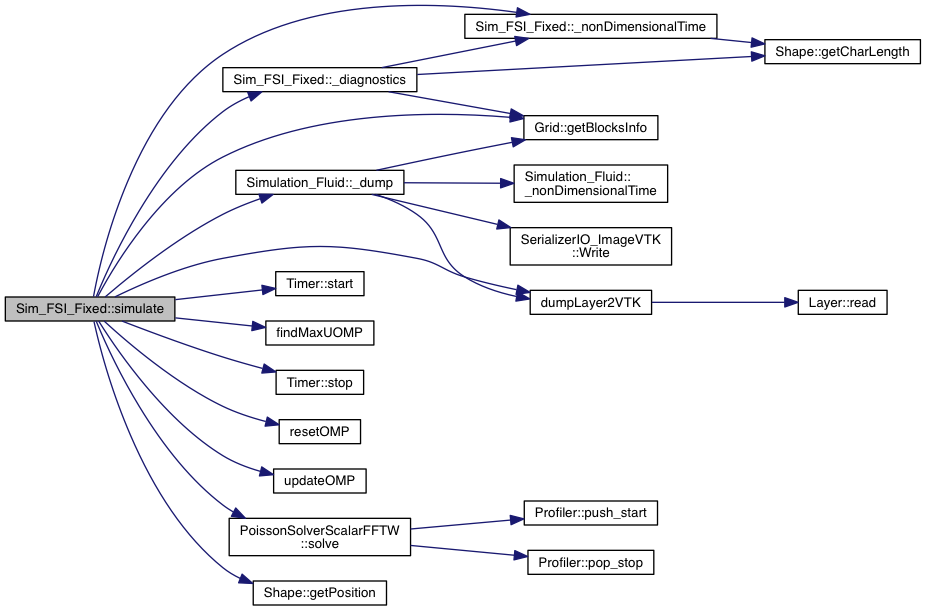 Sim_FSI_Fixed::_nonDimensionalTime
Shape::getCharLength
Sim_FSI_Fixed::_diagnostics
Grid::getBlocksInfo
Simulation_Fluid::_dump
Simulation_Fluid::
_nonDimensionalTime
SerializerIO_ImageVTK
::Write
Timer::start
dumpLayer2VTK
Layer::read
Sim_FSI_Fixed::simulate
findMaxUOMP
Timer::stop
resetOMP
updateOMP
PoissonSolverScalarFFTW
::solve
Profiler::push_start
Profiler::pop_stop
Shape::getPosition